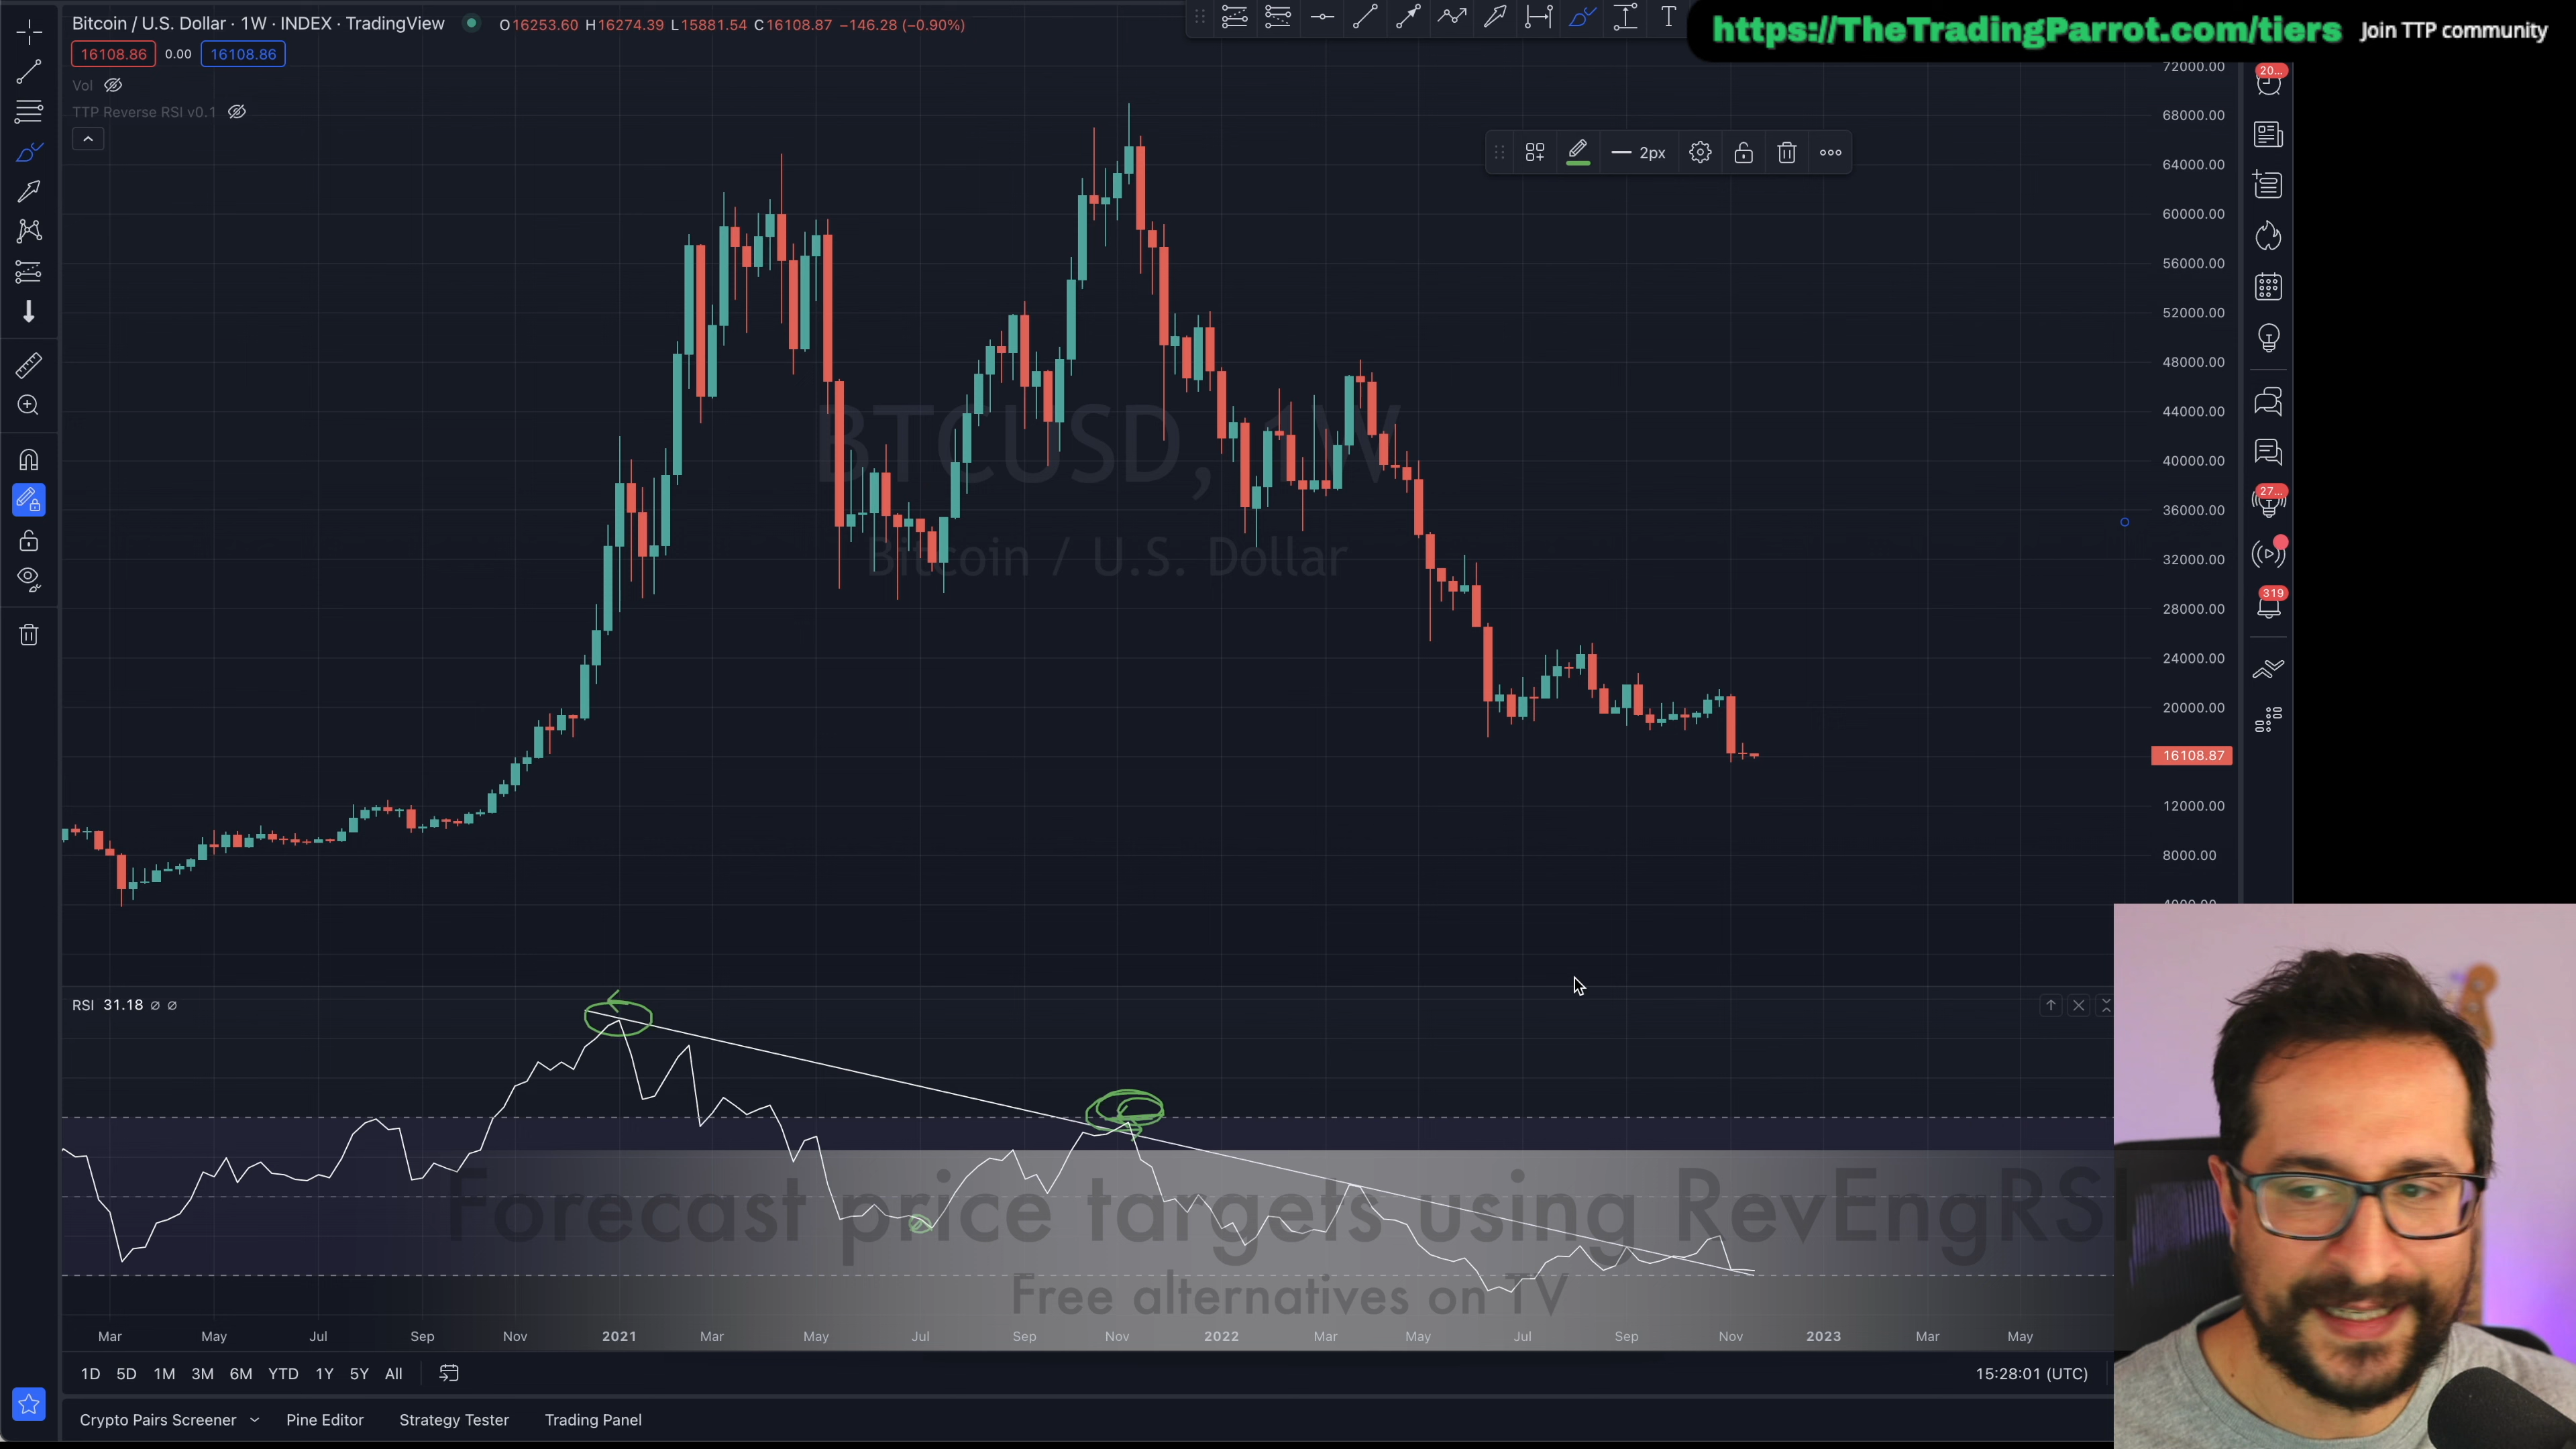 Bitcoin / U.S. Dollar · 1W · INDEX · TradingView O16253.60 H16274.39 L15881.54 C16108.87 −146.28 (−0.90%)
https://TheTradingParrot.com/tiers Join TTP community
16108.86 0.00 16108.86
Vol
TTP Reverse RSI v0.1
T
2px
72000.00
68000.00
64000.00
60000.00
56000.00
52000.00
48000.00
44000.00
40000.00
36000.00
32000.00
28000.00
24000.00
20000.00
16108.87
12000.00
8000.00
4000.00
20...
27...
319
BTCUSD, 1W
Bitcoin / U.S. Dollar
RSI 31.18 ∅ ∅
Forecast price targets using RevEngRSI
Free alternatives on TV
Mar May Jul Sep Nov 2021 Mar May Jul Sep Nov 2022 Mar May Jul Sep Nov 2023 Mar May
1D 5D 1M 3M 6M YTD 1Y 5Y All 15:28:01 (UTC)
Crypto Pairs Screener Pine Editor Strategy Tester Trading Panel